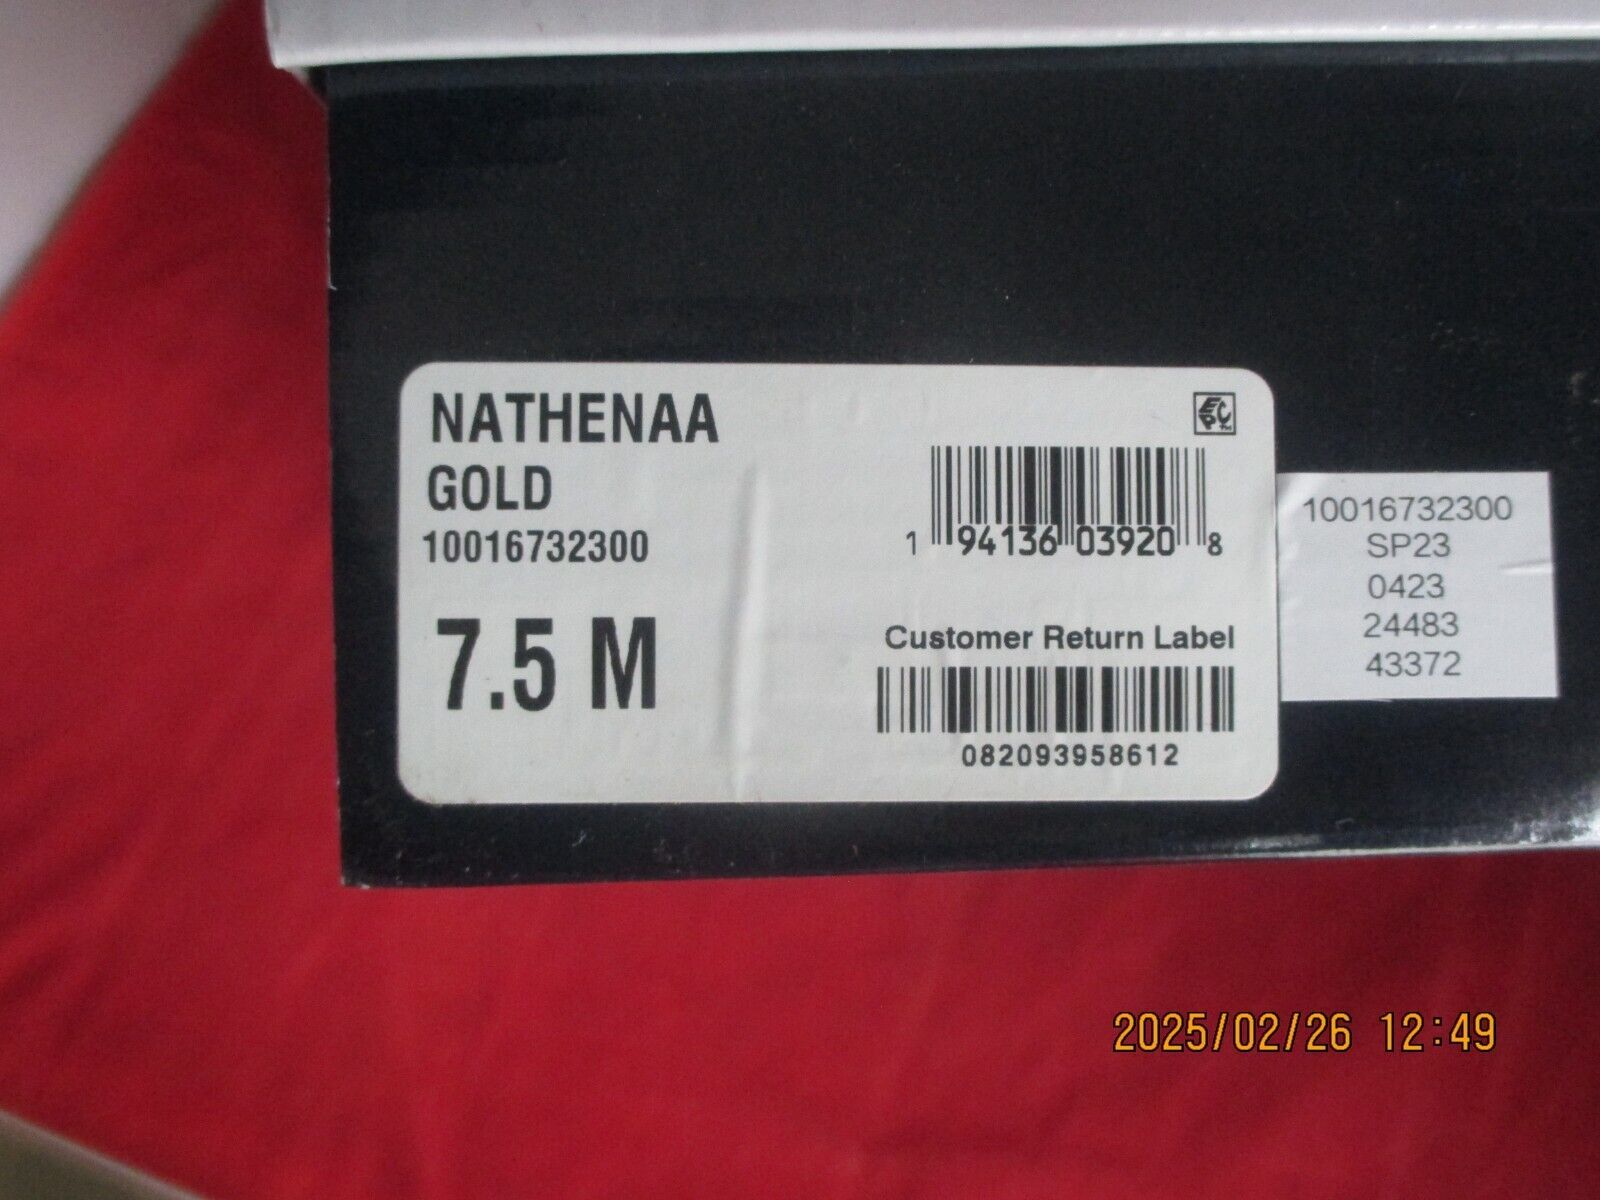 NATHENAA
GOLD
10016732300
7.5 M
EPC
1 94136 03920 8
Customer Return Label
082093958612
10016732300
SP23
0423
24483
43372
2025/02/26 12:49